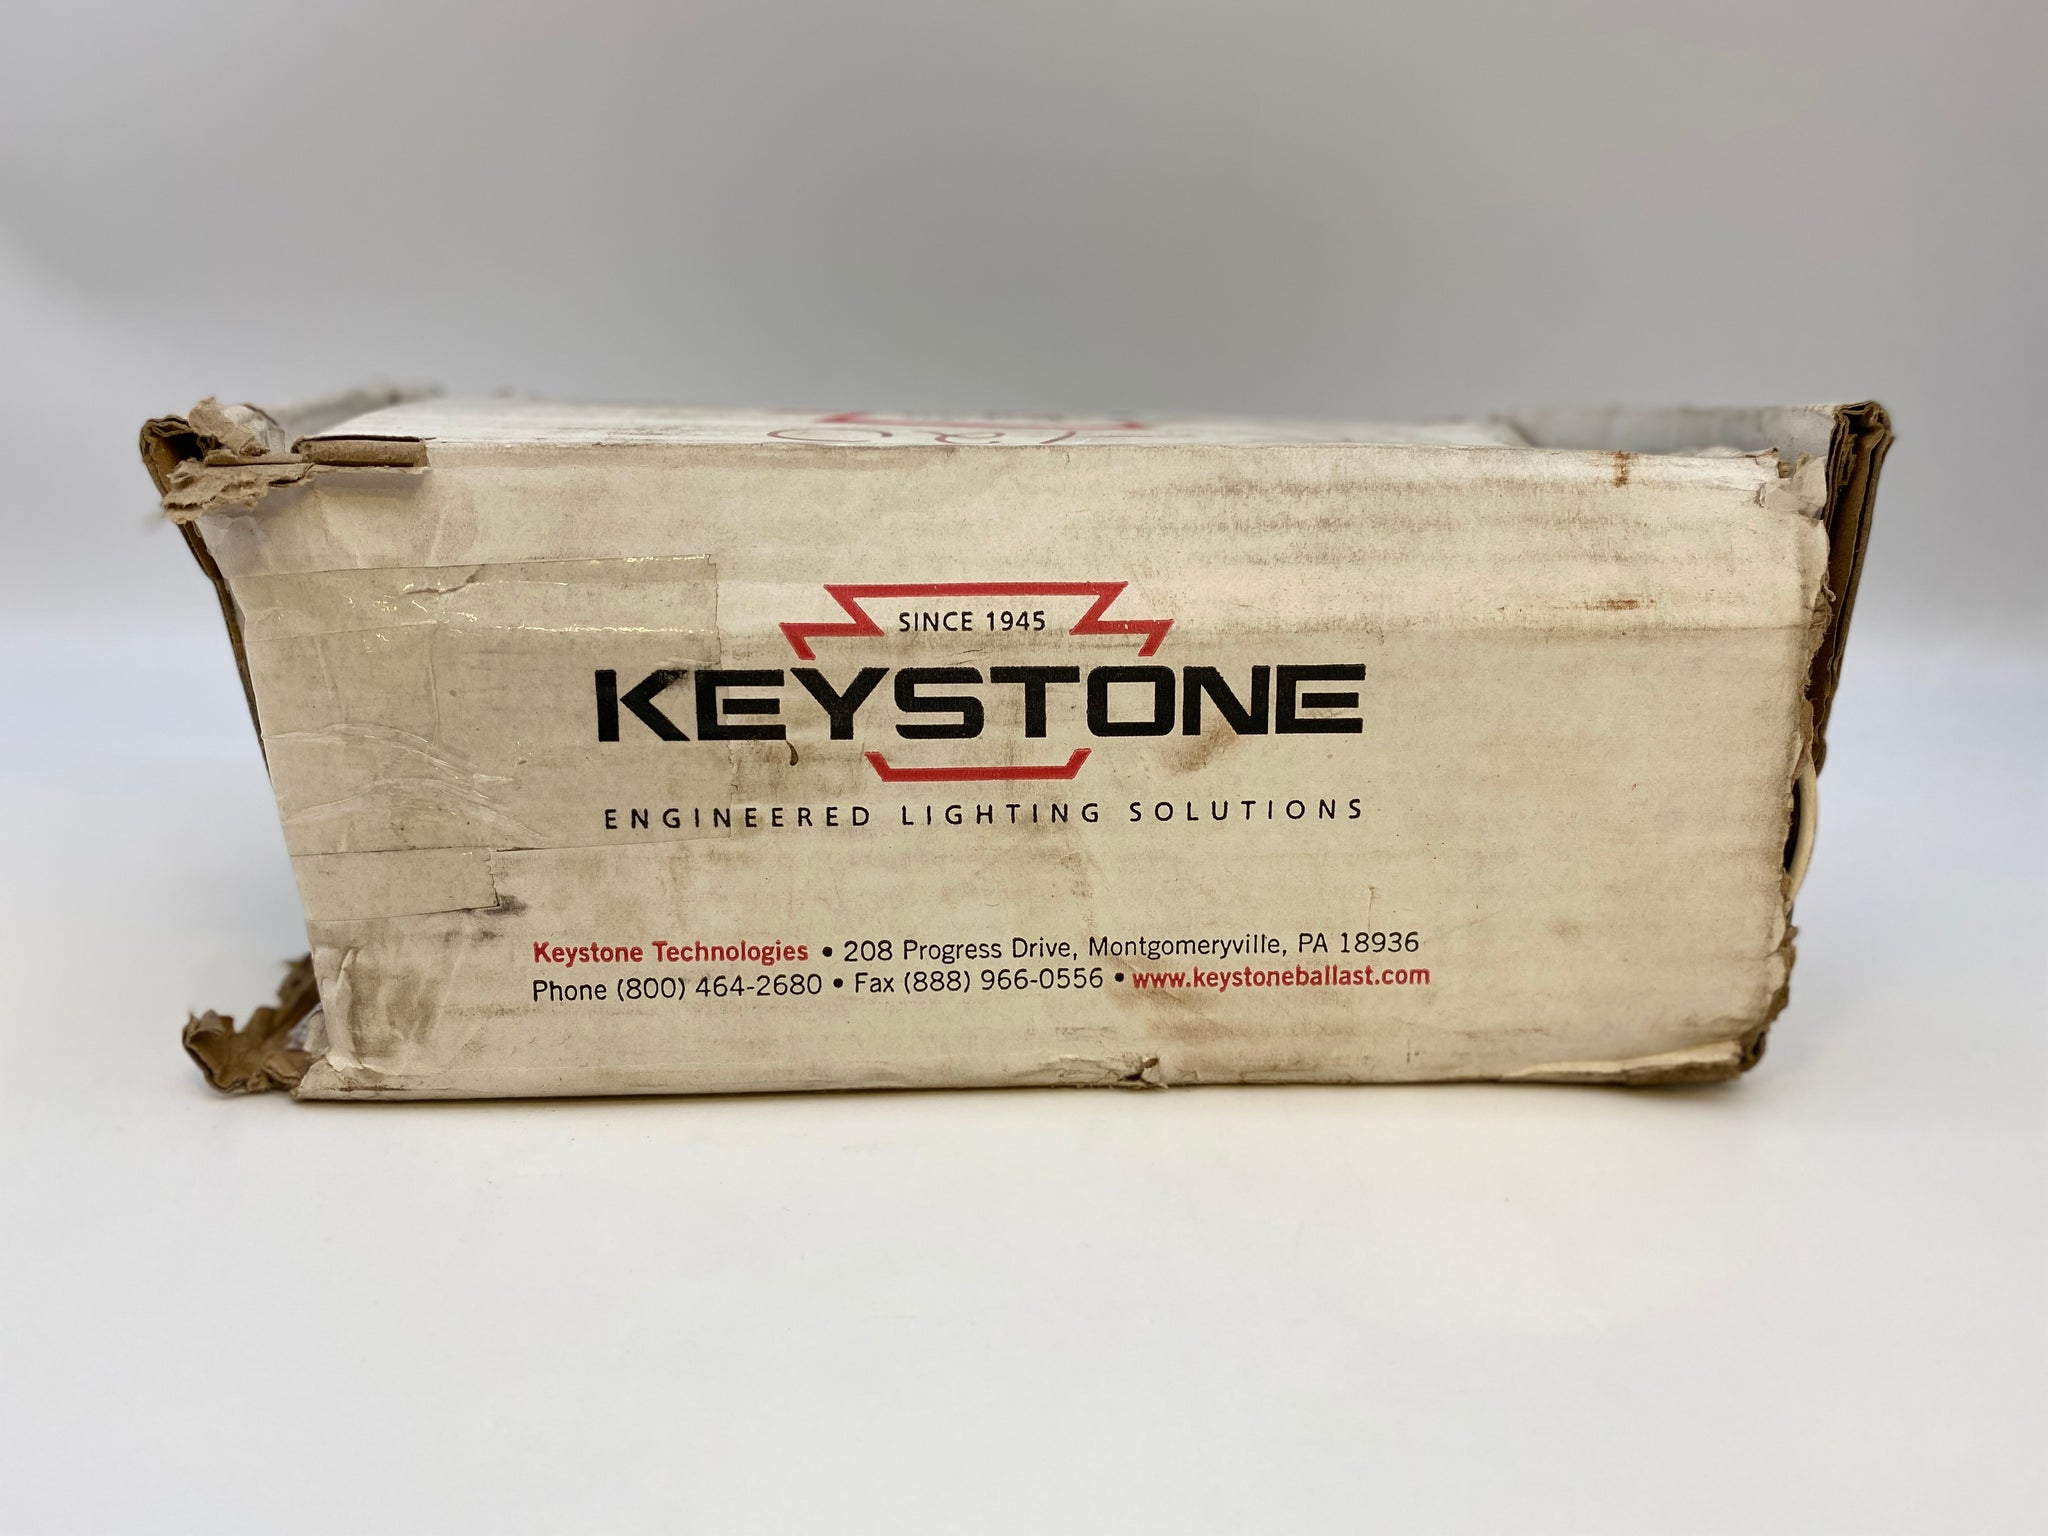 SINCE 1945
KEYSTONE
ENGINEERED LIGHTING SOLUTIONS
Keystone Technologies • 208 Progress Drive, Montgomeryville, PA 18936
Phone (800) 464-2680 • Fax (888) 966-0556 • www.keystoneballast.com